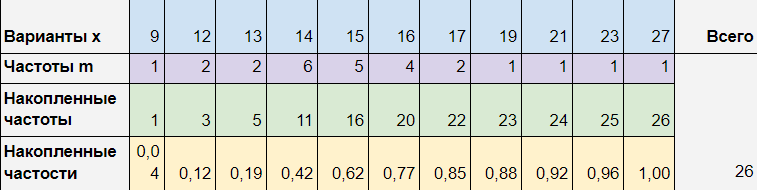 Варианты x 9 12 13 14 15 16 17 19 21 23 27 Всего
Частоты m 1 2 2 6 5 4 2 1 1 1 1
Накопленные
частоты 1 3 5 11 16 20 22 23 24 25 26
Накопленные 0,0
частости 4 0,12 0,19 0,42 0,62 0,77 0,85 0,88 0,92 0,96 1,00 26